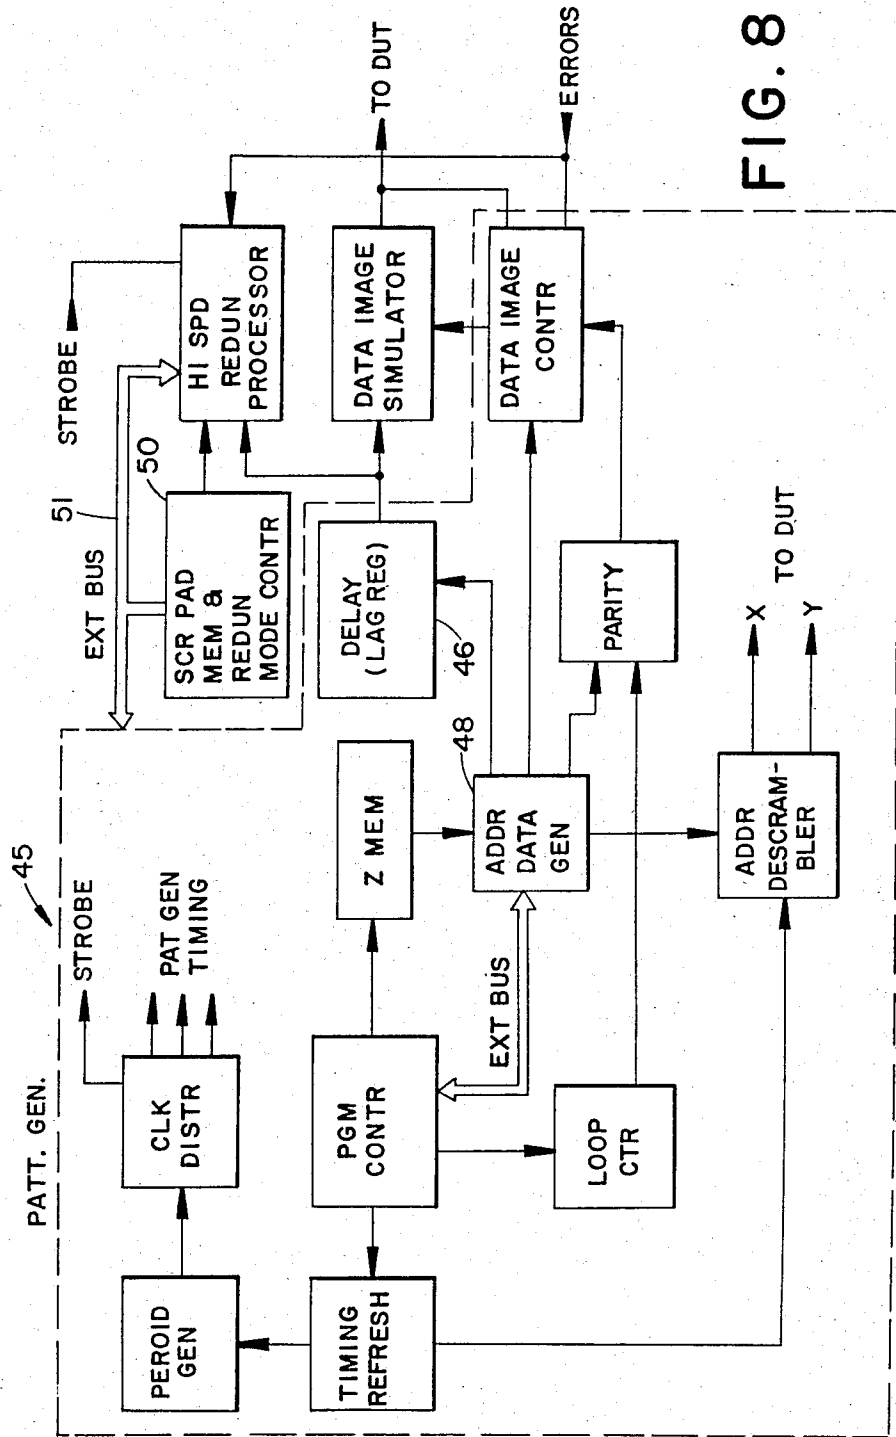 PATT. GEN.
45
STROBE
PAT GEN
TIMING
PEROID
GEN
CLK
DISTR
TIMING
REFRESH
PGM
CONTR
Z MEM
EXT BUS
LOOP
CTR
48
ADDR
DATA
GEN
ADDR
DESCRAM-
BLER
X
TO DUT
Y
PARITY
EXT BUS
51
STROBE
50
SCR PAD
MEM &
REDUN
MODE CONTR
HI SPD
REDUN
PROCESSOR
DELAY
(LAG REG)
46
DATA IMAGE
SIMULATOR
TO DUT
DATA IMAGE
CONTR
ERRORS
FIG. 8